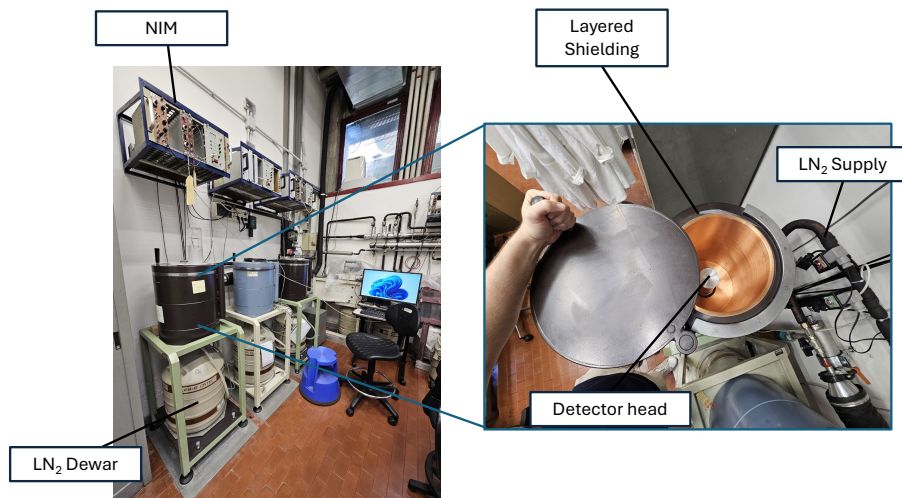 NIM
Layered
Shielding
LN₂ Supply
Detector head
LN₂ Dewar